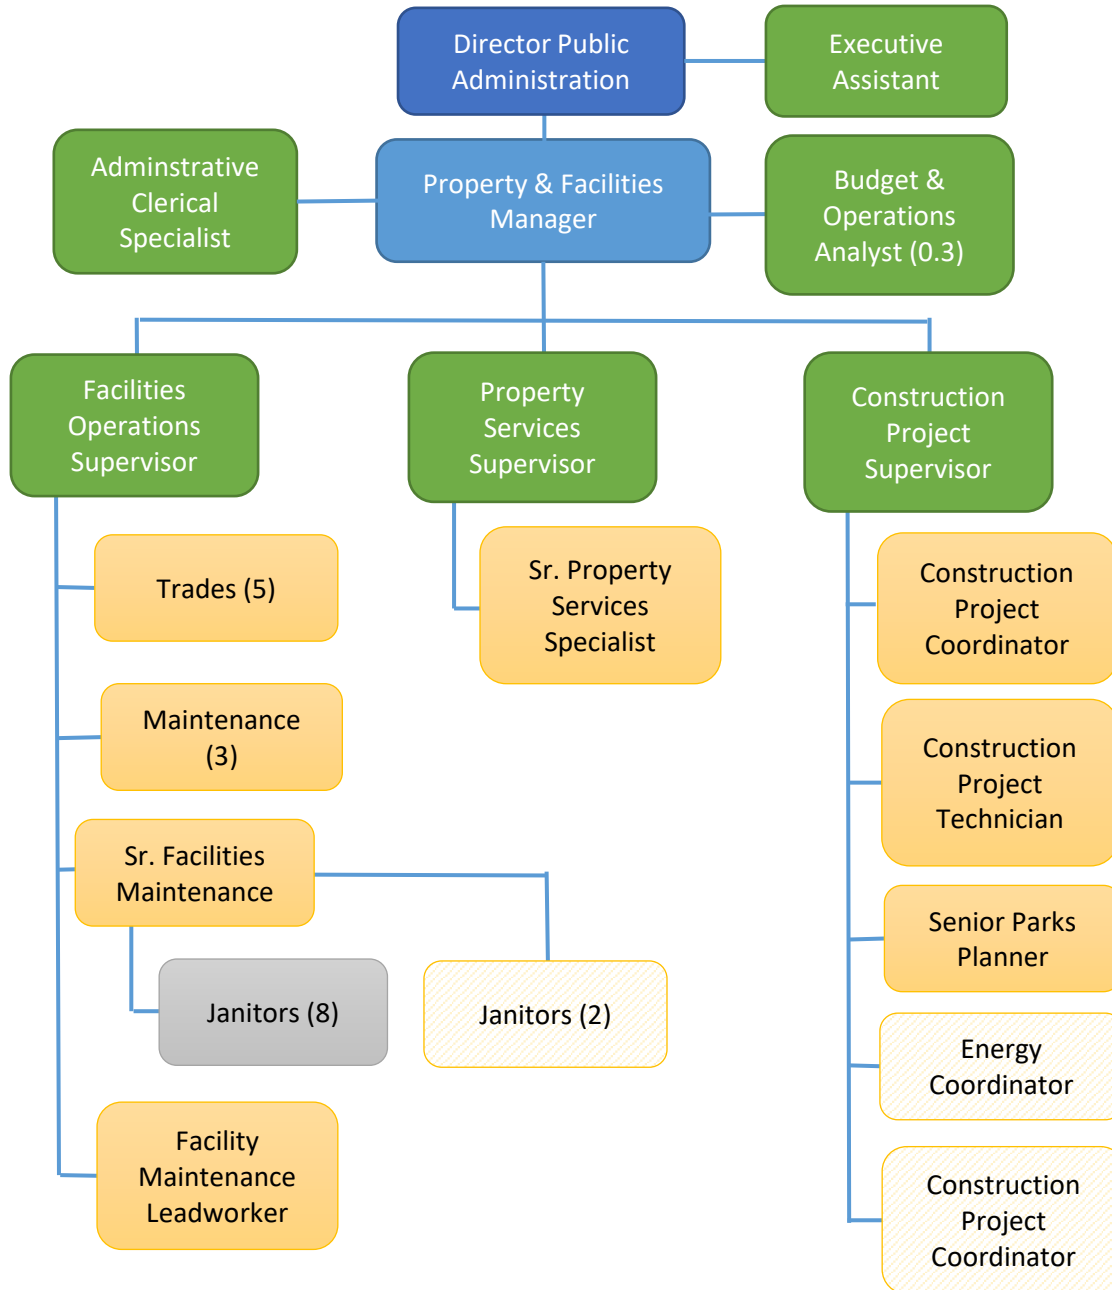 Director Public
Administration
Executive
Assistant
Adminstrative
Clerical
Specialist
Property & Facilities
Manager
Budget &
Operations
Analyst (0.3)
Facilities
Operations
Supervisor
Property
Services
Supervisor
Construction
Project
Supervisor
Trades (5)
Sr. Property
Services
Specialist
Construction
Project
Coordinator
Maintenance
(3)
Construction
Project
Technician
Sr. Facilities
Maintenance
Senior Parks
Planner
Janitors (8)
Janitors (2)
Energy
Coordinator
Facility
Maintenance
Leadworker
Construction
Project
Coordinator